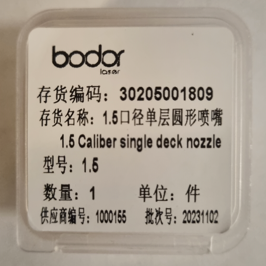 bodor
laser
存货编码：30205001809
存货名称：1.5口径单层圆形喷嘴
1.5 Caliber single deck nozzle
型号：1.5
数量：1 单位：件
供应商编号：1000155 批次号：20231102